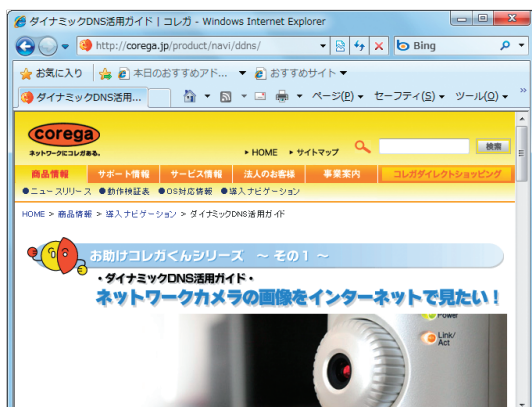 ダイナミックDNS活用ガイド | コレガ - Windows Internet Explorer
http://corega.jp/product/navi/ddns/
Bing
お気に入り
本日のおすすめアド...
おすすめサイト
ダイナミックDNS活用...
ページ(P)
セーフティ(S)
ツール(O)
corega
ネットワークにコレがある。
HOME
サイトマップ
検索
商品情報
サポート情報
サービス情報
法人のお客様
事業案内
コレガダイレクトショッピング
●ニュースリリース ●動作検証表 ●OS対応情報 ●導入ナビゲーション
HOME > 商品情報 > 導入ナビゲーション > ダイナミックDNS活用ガイド
お助けコレガくんシリーズ ～ その1 ～
・ダイナミックDNS活用ガイド・
ネットワークカメラの画像をインターネットで見たい！
Power
Link/
Act